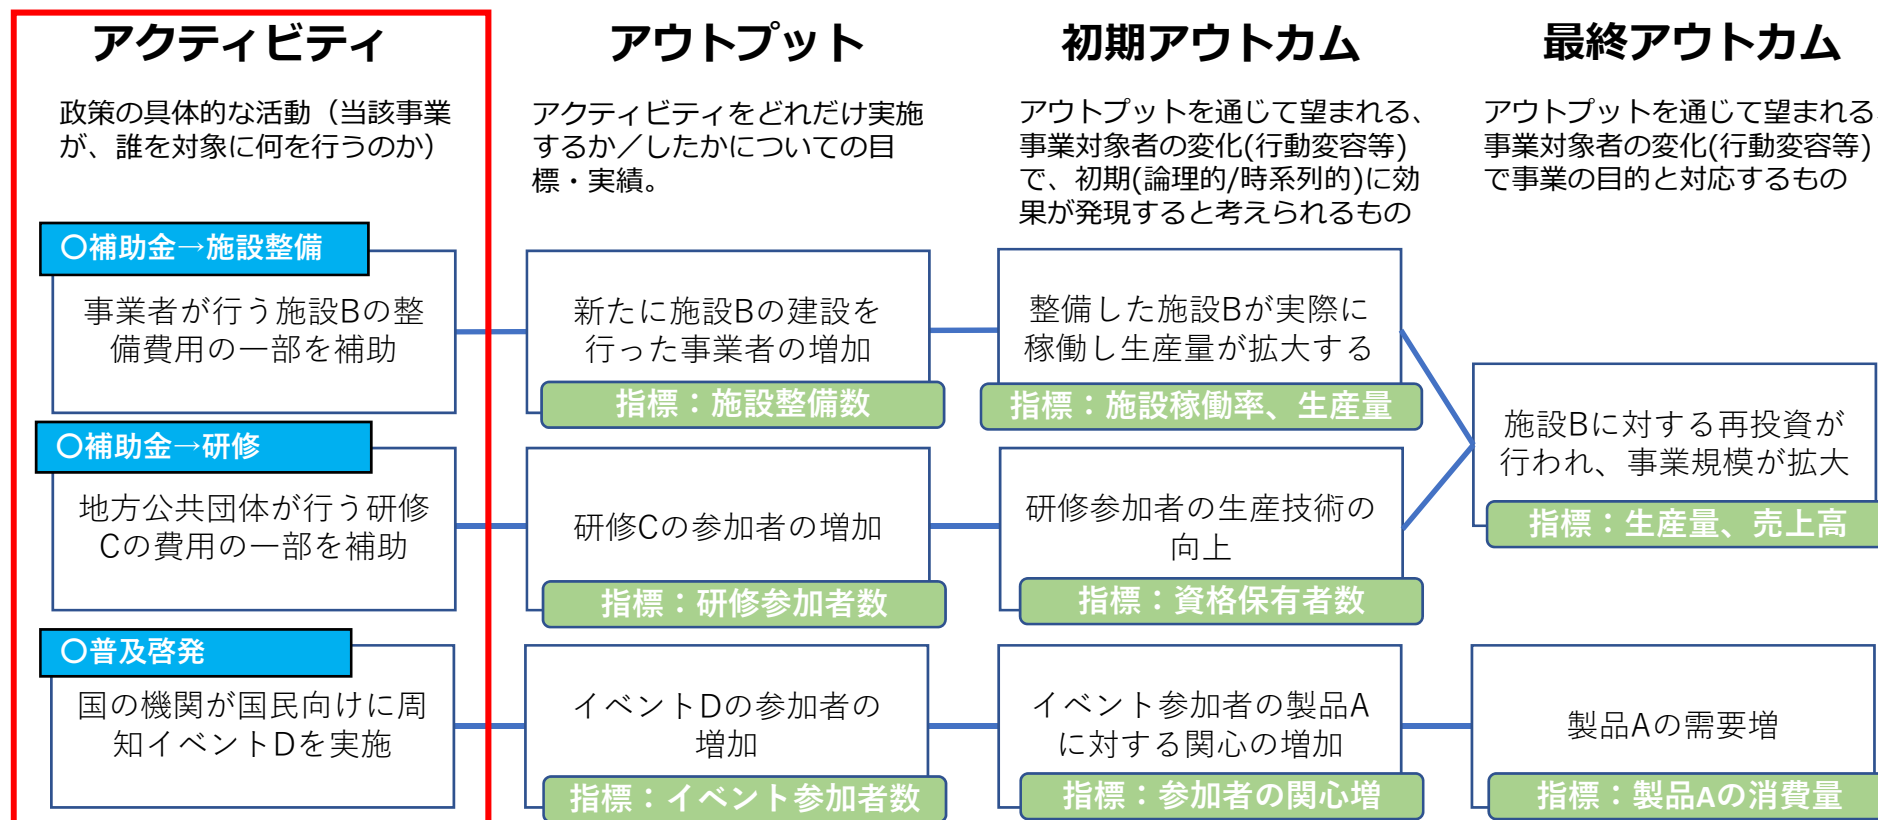 アクティビティ
政策の具体的な活動（当該事業
が、誰を対象に何を行うのか）
アウトプット
アクティビティをどれだけ実施
するか／したかについての目
標・実績。
初期アウトカム
アウトプットを通じて望まれる、
事業対象者の変化(行動変容等)
で、初期(論理的/時系列的)に効
果が発現すると考えられるもの
最終アウトカム
アウトプットを通じて望まれる、
事業対象者の変化(行動変容等)
で事業の目的と対応するもの
〇補助金→施設整備
事業者が行う施設Bの整
備費用の一部を補助
新たに施設Bの建設を
行った事業者の増加
指標：施設整備数
整備した施設Bが実際に
稼働し生産量が拡大する
指標：施設稼働率、生産量
〇補助金→研修
地方公共団体が行う研修
Cの費用の一部を補助
研修Cの参加者の増加
指標：研修参加者数
研修参加者の生産技術の
向上
指標：資格保有者数
施設Bに対する再投資が
行われ、事業規模が拡大
指標：生産量、売上高
〇普及啓発
国の機関が国民向けに周
知イベントDを実施
イベントDの参加者の
増加
指標：イベント参加者数
イベント参加者の製品A
に対する関心の増加
指標：参加者の関心増
製品Aの需要増
指標：製品Aの消費量